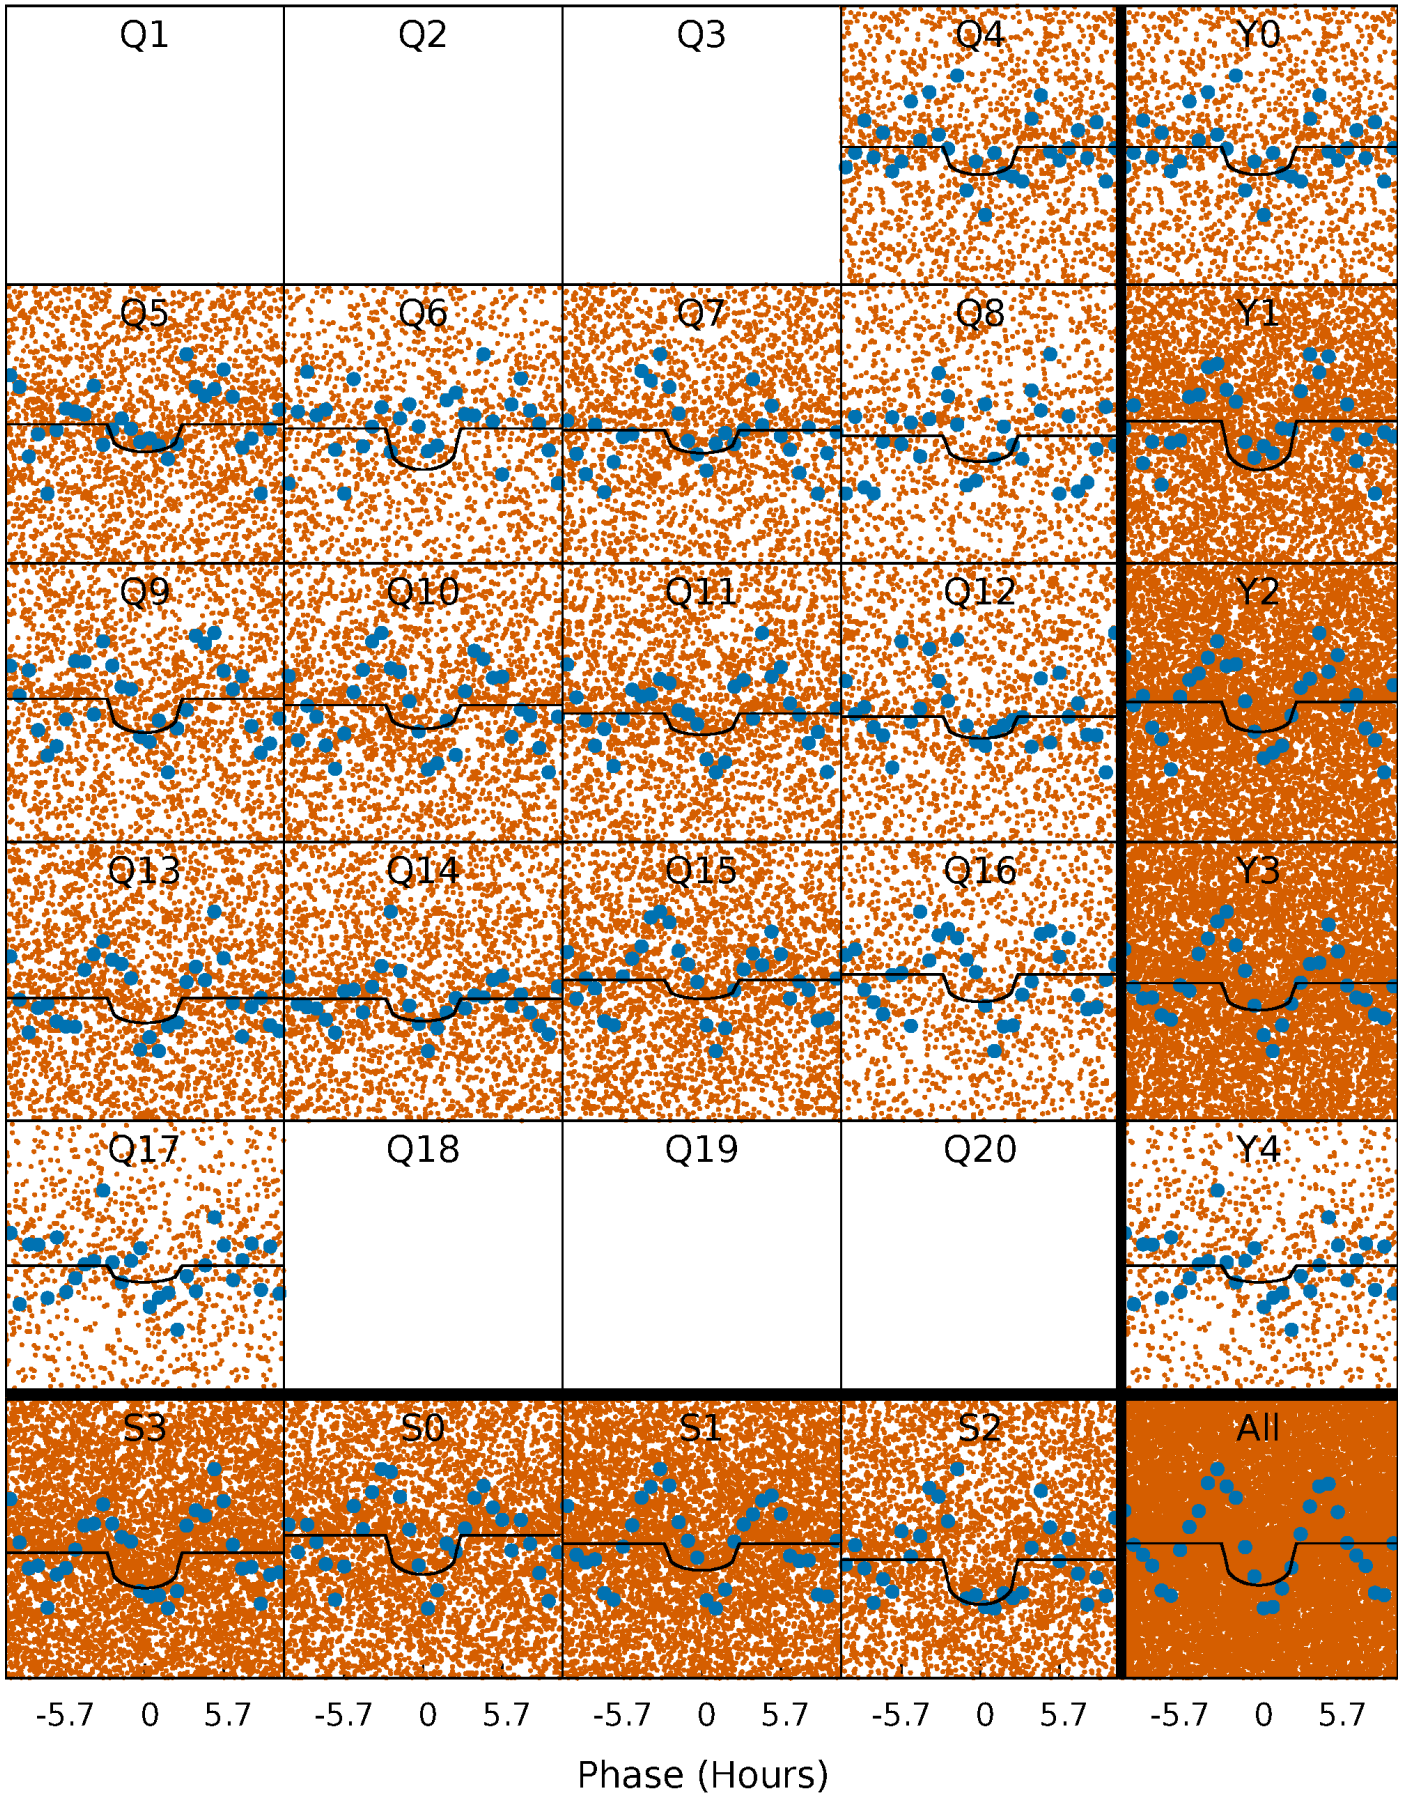 Q1 Q2 Q3 Q4 Y0
Q5 Q6 Q7 Q8 Y1
Q9 Q10 Q11 Q12 Y2
Q13 Q14 Q15 Q16 Y3
Q17 Q18 Q19 Q20 Y4
S3 S0 S1 S2 All
-5.7 0 5.7 -5.7 0 5.7 -5.7 0 5.7 -5.7 0 5.7 -5.7 0 5.7
Phase (Hours)